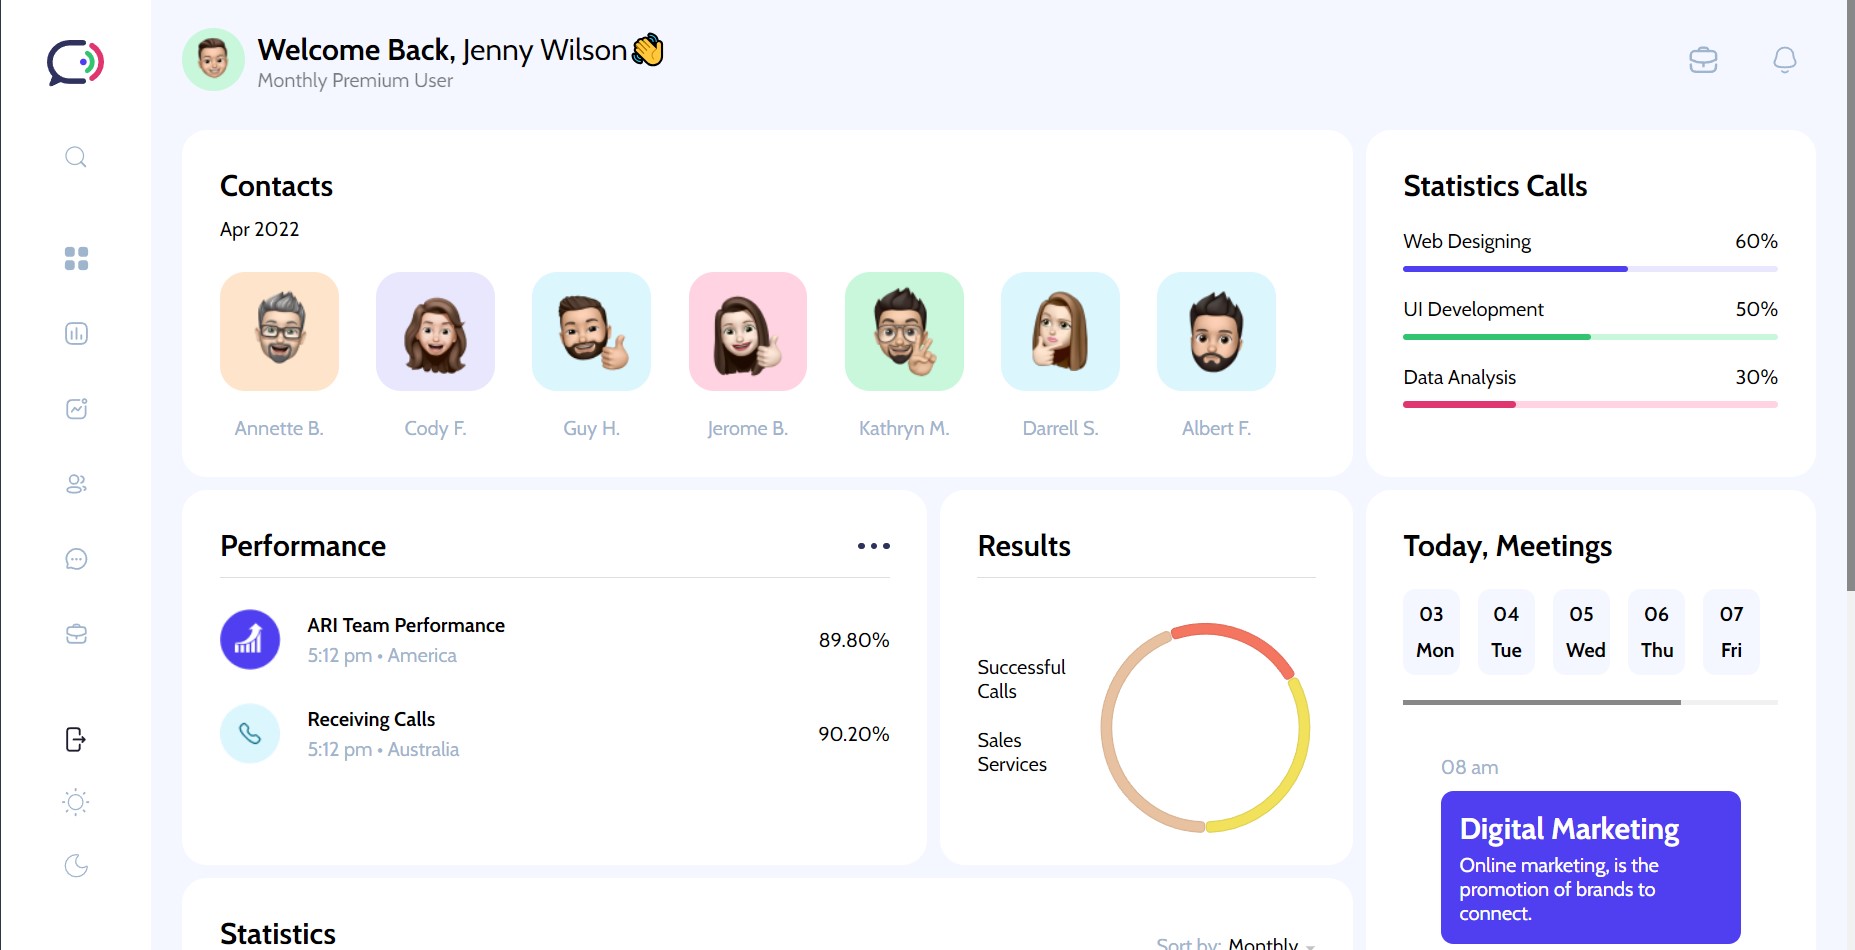 Welcome Back, Jenny Wilson
Monthly Premium User
Contacts
Apr 2022
Annette B.
Cody F.
Guy H.
Jerome B.
Kathryn M.
Darrell S.
Albert F.
Statistics Calls
Web Designing 60%
UI Development 50%
Data Analysis 30%
Performance
ARI Team Performance
5:12 pm • America
89.80%
Receiving Calls
5:12 pm • Australia
90.20%
Results
Successful
Calls
Sales
Services
Today, Meetings
03 04 05 06 07
Mon Tue Wed Thu Fri
08 am
Digital Marketing
Online marketing, is the
promotion of brands to
connect.
Statistics
Sort by: Monthly